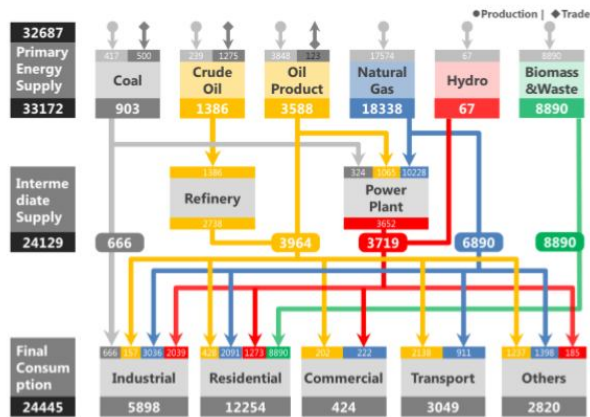 ●Production | ◆Trade
32687
Primary Energy Supply
33172
417 500
Coal
903
239 1275
Crude Oil
1386
3848 123
Oil Product
3588
17574
Natural Gas
18338
67
Hydro
67
8890
Biomass &Waste
8890
Interme diate Supply
24129
1386
Refinery
2738
324 1065 10228
Power Plant
3652
666 3964 3719 6890 8890
Final Consum ption
24445
666 157 3036 2039
Industrial
5898
428 2091 1273 8890
Residential
12254
202 222
Commercial
424
2138 911
Transport
3049
1237 1398 185
Others
2820